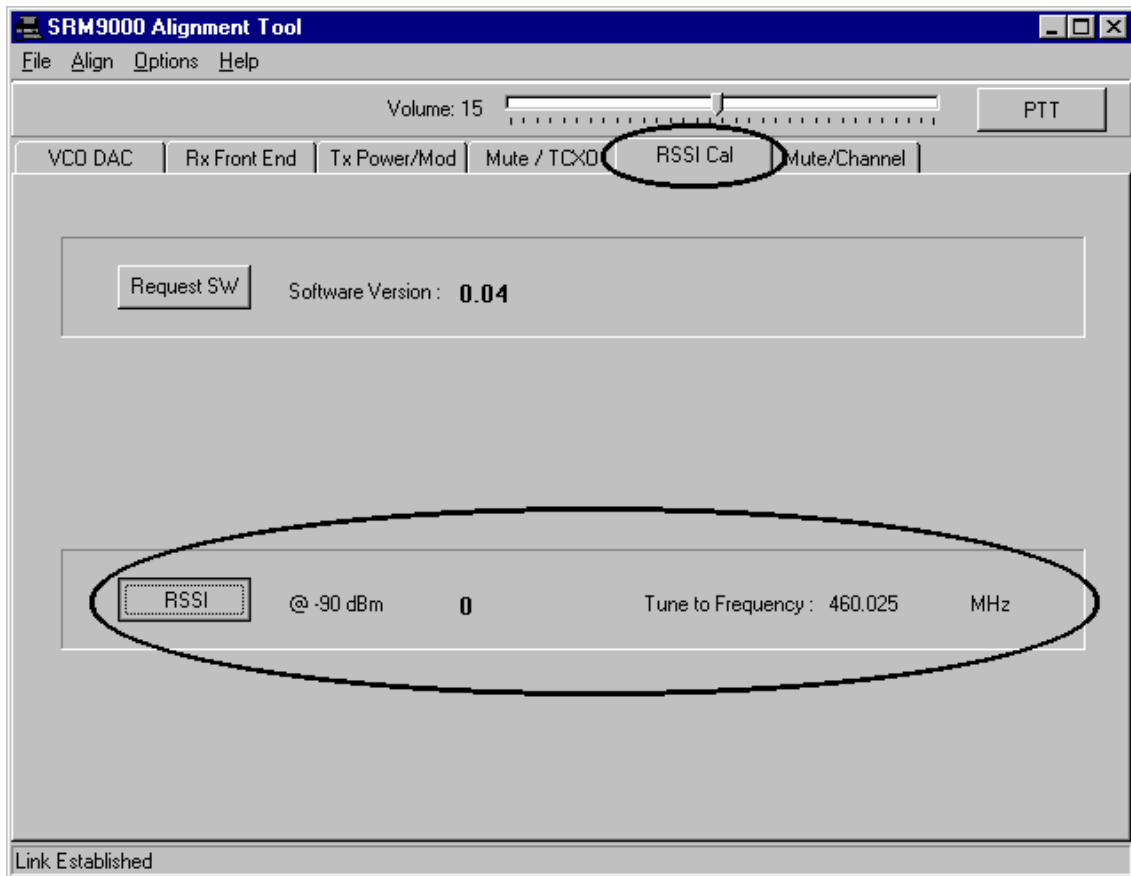 SRM9000 Alignment Tool
File Align Options Help
Volume: 15 PTT
VCO DAC Rx Front End Tx Power/Mod Mute / TCXO RSSI Cal Mute/Channel
Request SW Software Version : 0.04
RSSI @ -90 dBm 0 Tune to Frequency : 460.025 MHz
Link Established